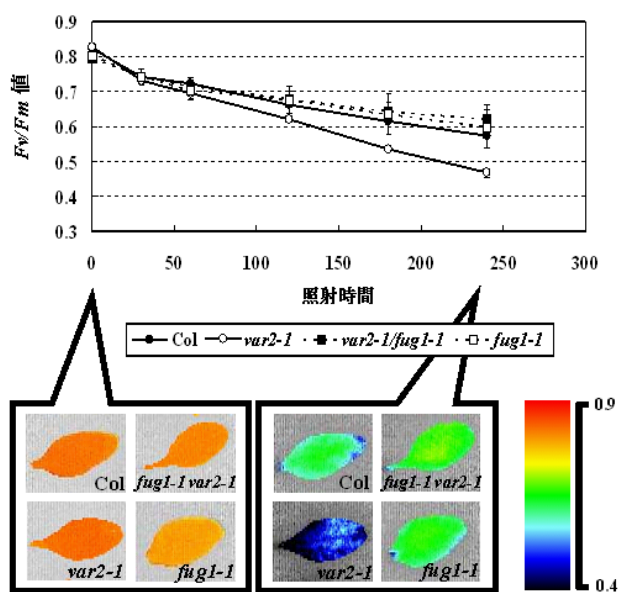 0.9
0.8
0.7
0.6
0.5
0.4
0.3
Fv/Fm 値
0 50 100 150 200 250 300
照射時間
Col var2-1 var2-1/fug1-1 fug1-1
Col fug1-1 var2-1
var2-1 fug1-1
Col fug1-1 var2-1
var2-1 fug1-1
0.9
0.4